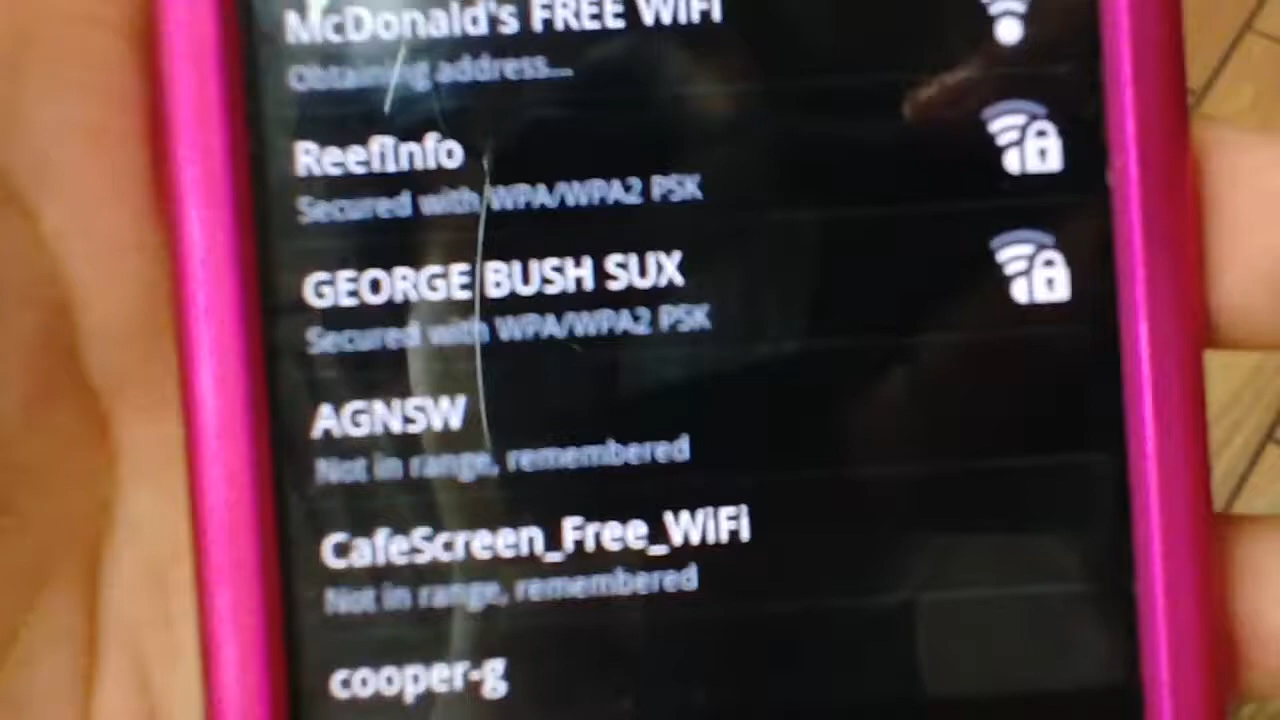 McDonald's FREE WiFi
Obtaining address...
ReefInfo
Secured with WPA/WPA2 PSK
GEORGE BUSH SUX
Secured with WPA/WPA2 PSK
AGNSW
Not in range, remembered
CafeScreen_Free_WiFi
Not in range, remembered
cooper-g